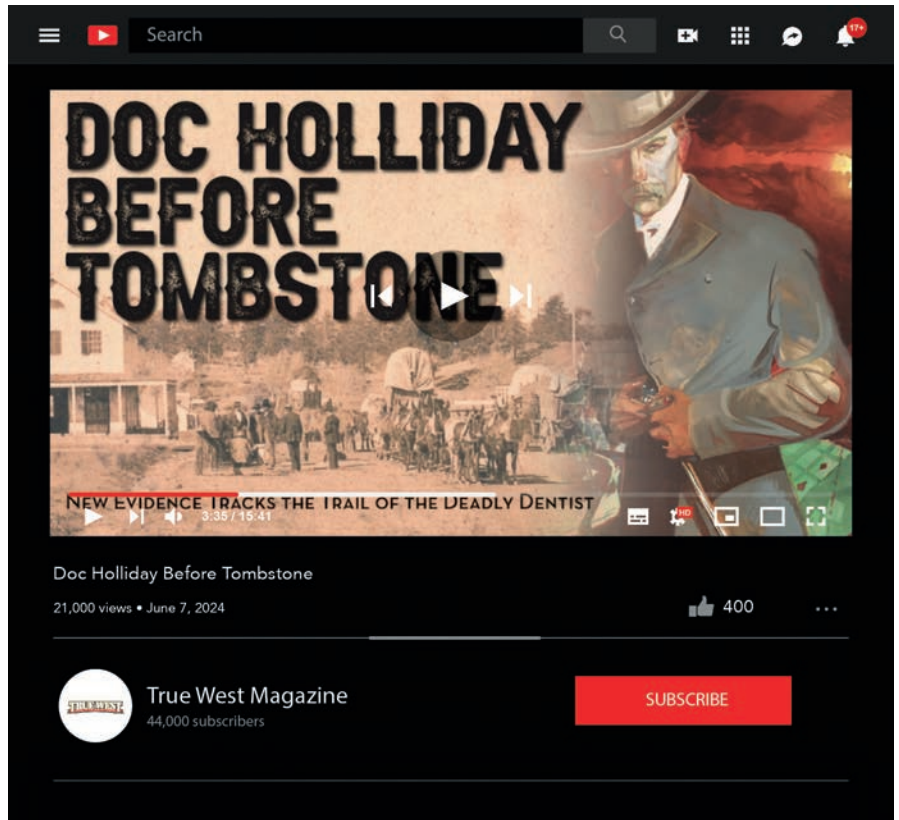 Search
17+
DOC HOLLIDAY
BEFORE
TOMBSTONE
NEW EVIDENCE TRACKS THE TRAIL OF THE DEADLY DENTIST
3:35 / 15:41
HD
Doc Holliday Before Tombstone
21,000 views • June 7, 2024
400
TRUE WEST
True West Magazine
44,000 subscribers
SUBSCRIBE